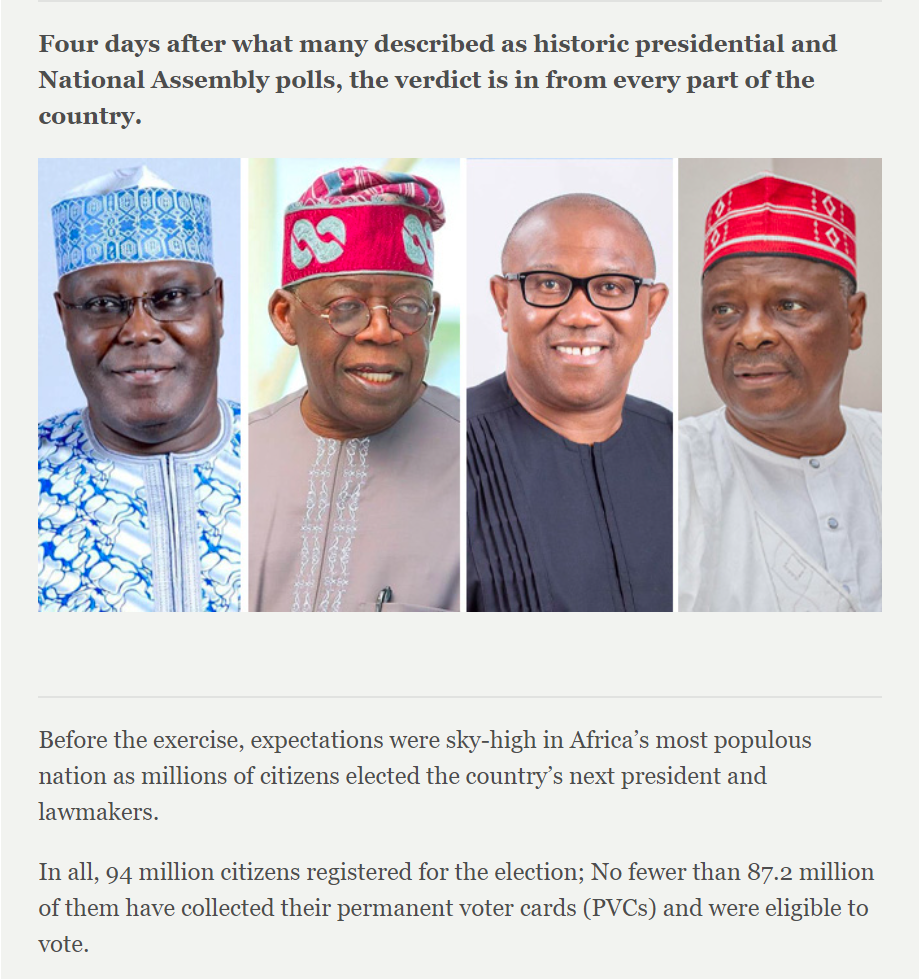 Four days after what many described as historic presidential and
National Assembly polls, the verdict is in from every part of the
country.
Before the exercise, expectations were sky-high in Africa’s most populous
nation as millions of citizens elected the country’s next president and
lawmakers.
In all, 94 million citizens registered for the election; No fewer than 87.2 million
of them have collected their permanent voter cards (PVCs) and were eligible to
vote.